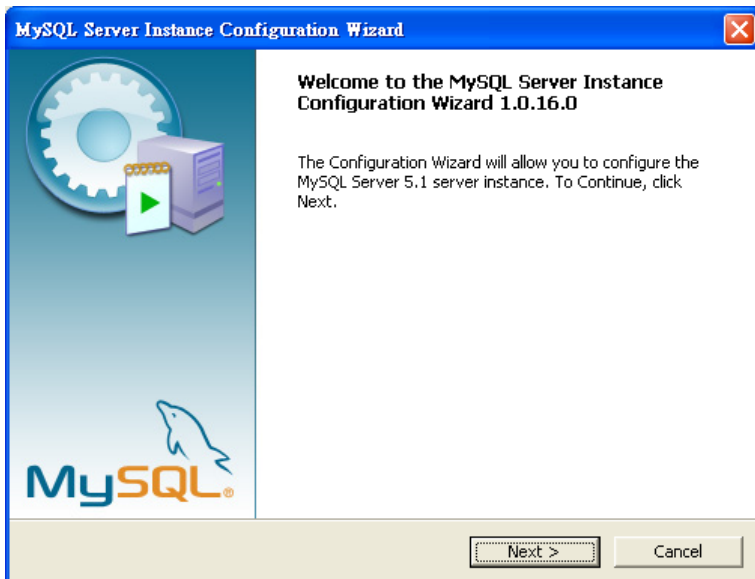 MySQL Server Instance Configuration Wizard
Welcome to the MySQL Server Instance
Configuration Wizard 1.0.16.0
The Configuration Wizard will allow you to configure the
MySQL Server 5.1 server instance. To Continue, click
Next.
MySQL®
Next >
Cancel